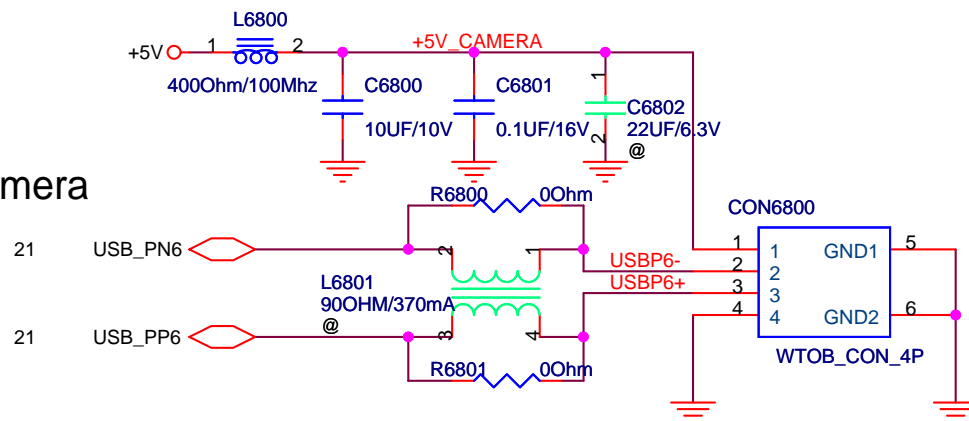 L6800
+5V
1
2
+5V_CAMERA
400Ohm/100Mhz
C6800
10UF/10V
C6801
0.1UF/16V
1
C6802
22UF/6.3V
2
@
mera
R6800
0Ohm
CON6800
21
USB_PN6
2
1
USBP6-
USBP6+
L6801
90OHM/370mA
@
1
2
3
4
1
2
3
4
GND1
GND2
5
6
WTOB_CON_4P
21
USB_PP6
3
4
R6801
0Ohm